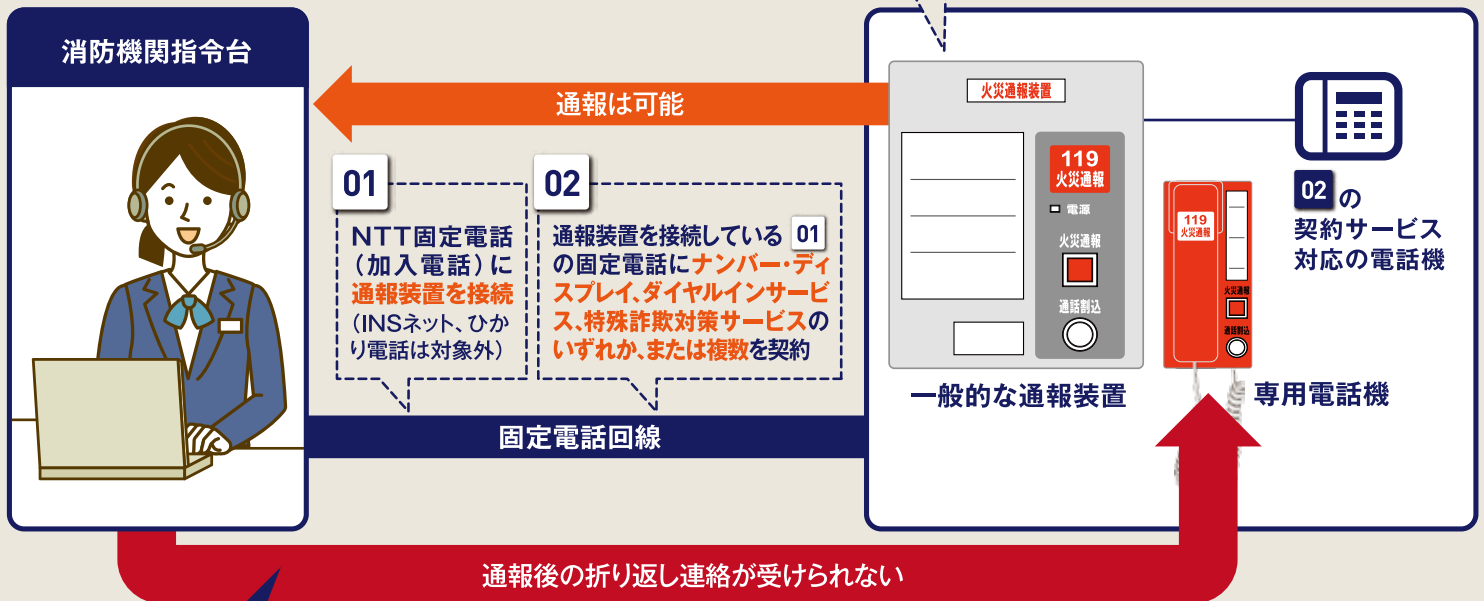 消防機関指令台
通報は可能
01
NTT固定電話
(加入電話)に
通報装置を接続
(INSネット、ひか
り電話は対象外)
02
通報装置を接続している 01
の固定電話にナンバー・ディ
スプレイ、ダイヤルインサービ
ス、特殊詐欺対策サービスの
いずれか、または複数を契約
固定電話回線
火災通報装置
119
火災通報
電源
火災通報
通話割込
一般的な通報装置
119
火災通報
火災通報
通話割込
専用電話機
02 の
契約サービス
対応の電話機
通報後の折り返し連絡が受けられない